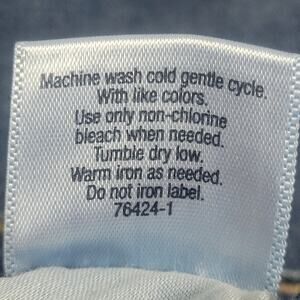 Machine wash cold gentle cycle.
With like colors.
Use only non-chlorine
bleach when needed.
Tumble dry low.
Warm iron as needed.
Do not iron label.
76424-1